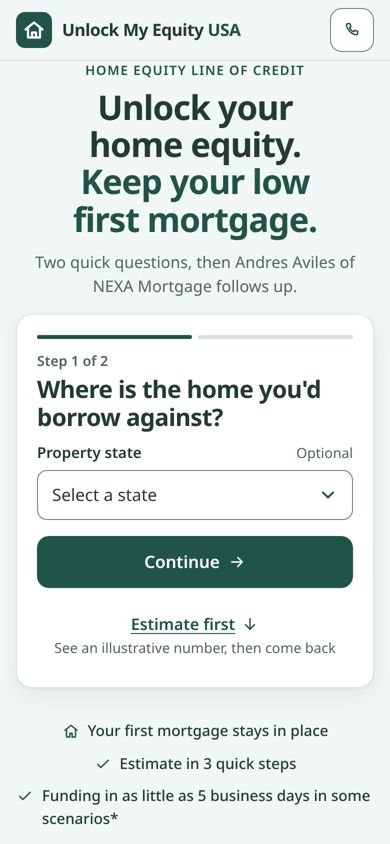 Unlock My Equity USA
HOME EQUITY LINE OF CREDIT
Unlock your
home equity.
Keep your low
first mortgage.
Two quick questions, then Andres Aviles of
NEXA Mortgage follows up.
Step 1 of 2
Where is the home you'd
borrow against?
Property state Optional
Select a state
Continue →
Estimate first ↓
See an illustrative number, then come back
Your first mortgage stays in place
Estimate in 3 quick steps
Funding in as little as 5 business days in some
scenarios*